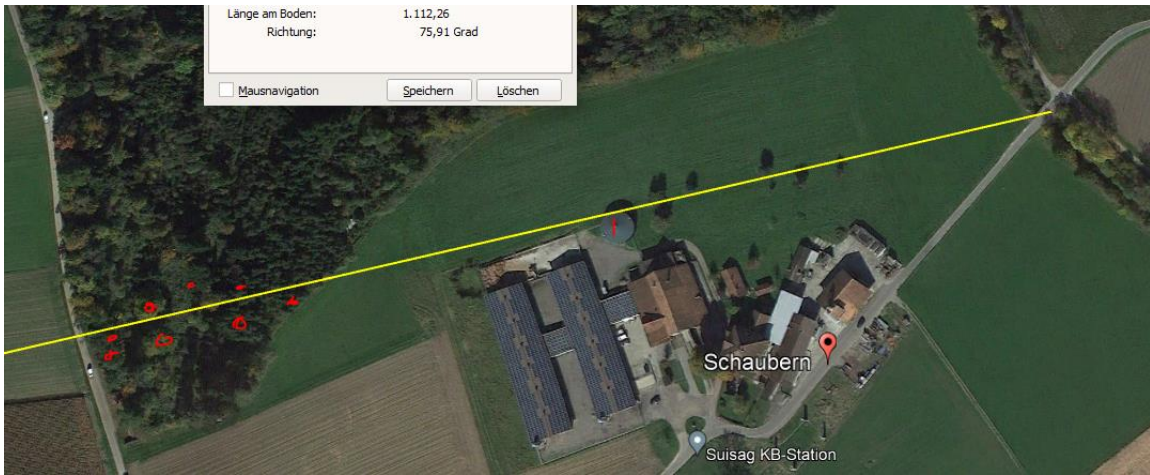 Länge am Boden: 1.112,26
Richtung: 75,91 Grad
Mausnavigation Speichern Löschen
Schaubern
Suisag KB-Station